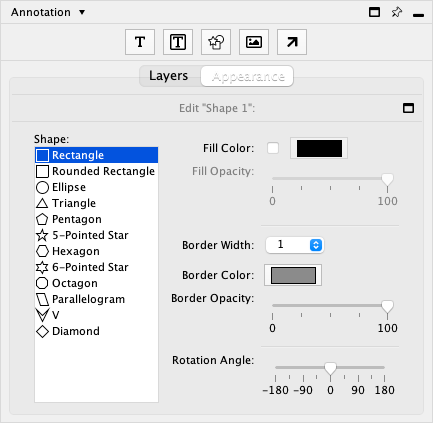 Annotation ▼
T T
Layers Appearance
Edit "Shape 1":
Shape:
Rectangle
Rounded Rectangle
Ellipse
Triangle
Pentagon
5-Pointed Star
Hexagon
6-Pointed Star
Octagon
Parallelogram
V
Diamond
Fill Color:
Fill Opacity:
0 100
Border Width: 1
Border Color:
Border Opacity:
0 100
Rotation Angle:
-180 -90 0 90 180